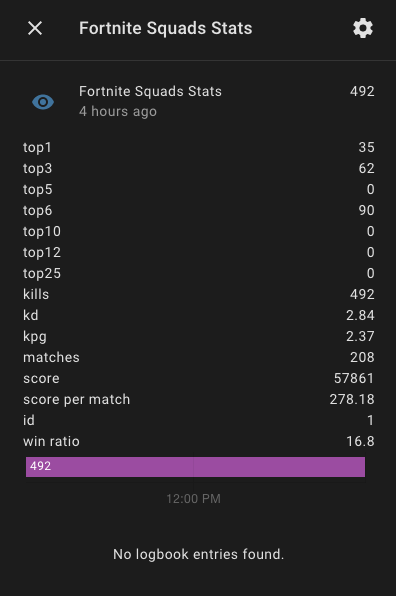 Fortnite Squads Stats
Fortnite Squads Stats 492
4 hours ago
top1 35
top3 62
top5 0
top6 90
top10 0
top12 0
top25 0
kills 492
kd 2.84
kpg 2.37
matches 208
score 57861
score per match 278.18
id 1
win ratio 16.8
492
12:00 PM
No logbook entries found.